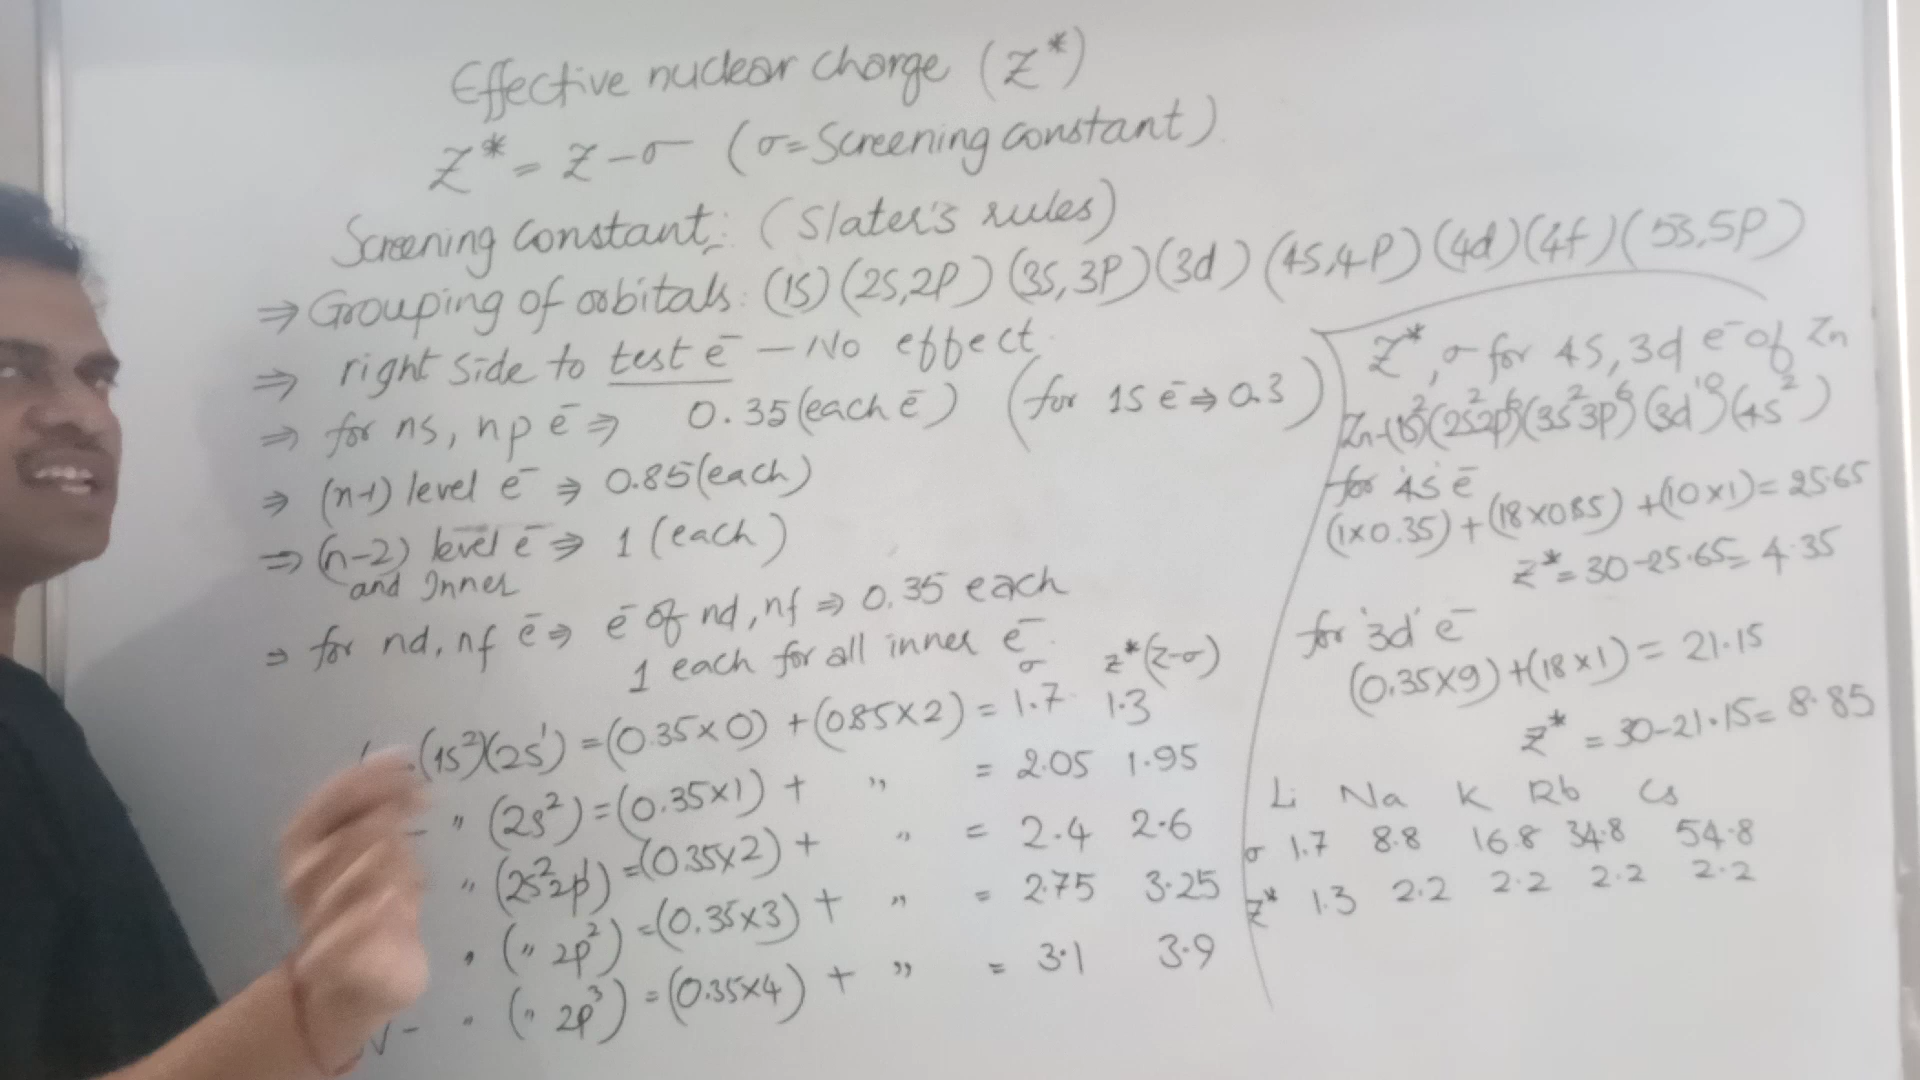 Effective nuclear charge (Z*)
Z* = Z-σ (σ=Screening constant)
Screening constant: (Slater's rules)
⇒ Grouping of orbitals: (1S)(2S,2P)(3S,3P)(3d)(4S,4P)(4d)(4f)(5S,5P)
⇒ right side to test e⁻ - No effect
⇒ for ns, np e⁻ ⇒ 0.35(each e⁻) (for 1S e⁻ ⇒ 0.3)
⇒ (n-1) level e⁻ ⇒ 0.85(each)
⇒ (n-2) level e⁻ ⇒ 1 (each)
and Inner
⇒ for nd, nf e⁻ ⇒ e⁻ of nd, nf ⇒ 0.35 each
1 each for all inner e⁻
σ Z*(Z-σ)
(1S²)(2S¹) = (0.35×0) + (0.85×2) = 1.7 1.3
" (2S²) = (0.35×1) + " = 2.05 1.95
" (2S²2p¹) = (0.35×2) + " = 2.4 2.6
" (" 2p²) = (0.35×3) + " = 2.75 3.25
" (" 2p³) = (0.35×4) + " = 3.1 3.9
Z*, σ for 4S, 3d e⁻ of Zn
Zn-(1S)²(2S²2p⁶)(3S²3p⁶)(3d¹⁰)(4S²)
for '4S' e⁻
(1×0.35)+(18×0.85)+(10×1)= 25.65
Z*= 30-25.65= 4.35
for '3d' e⁻
(0.35×9)+(18×1)= 21.15
Z* = 30-21.15= 8.85
Li Na K Rb Cs
σ 1.7 8.8 16.8 34.8 54.8
Z* 1.3 2.2 2.2 2.2 2.2